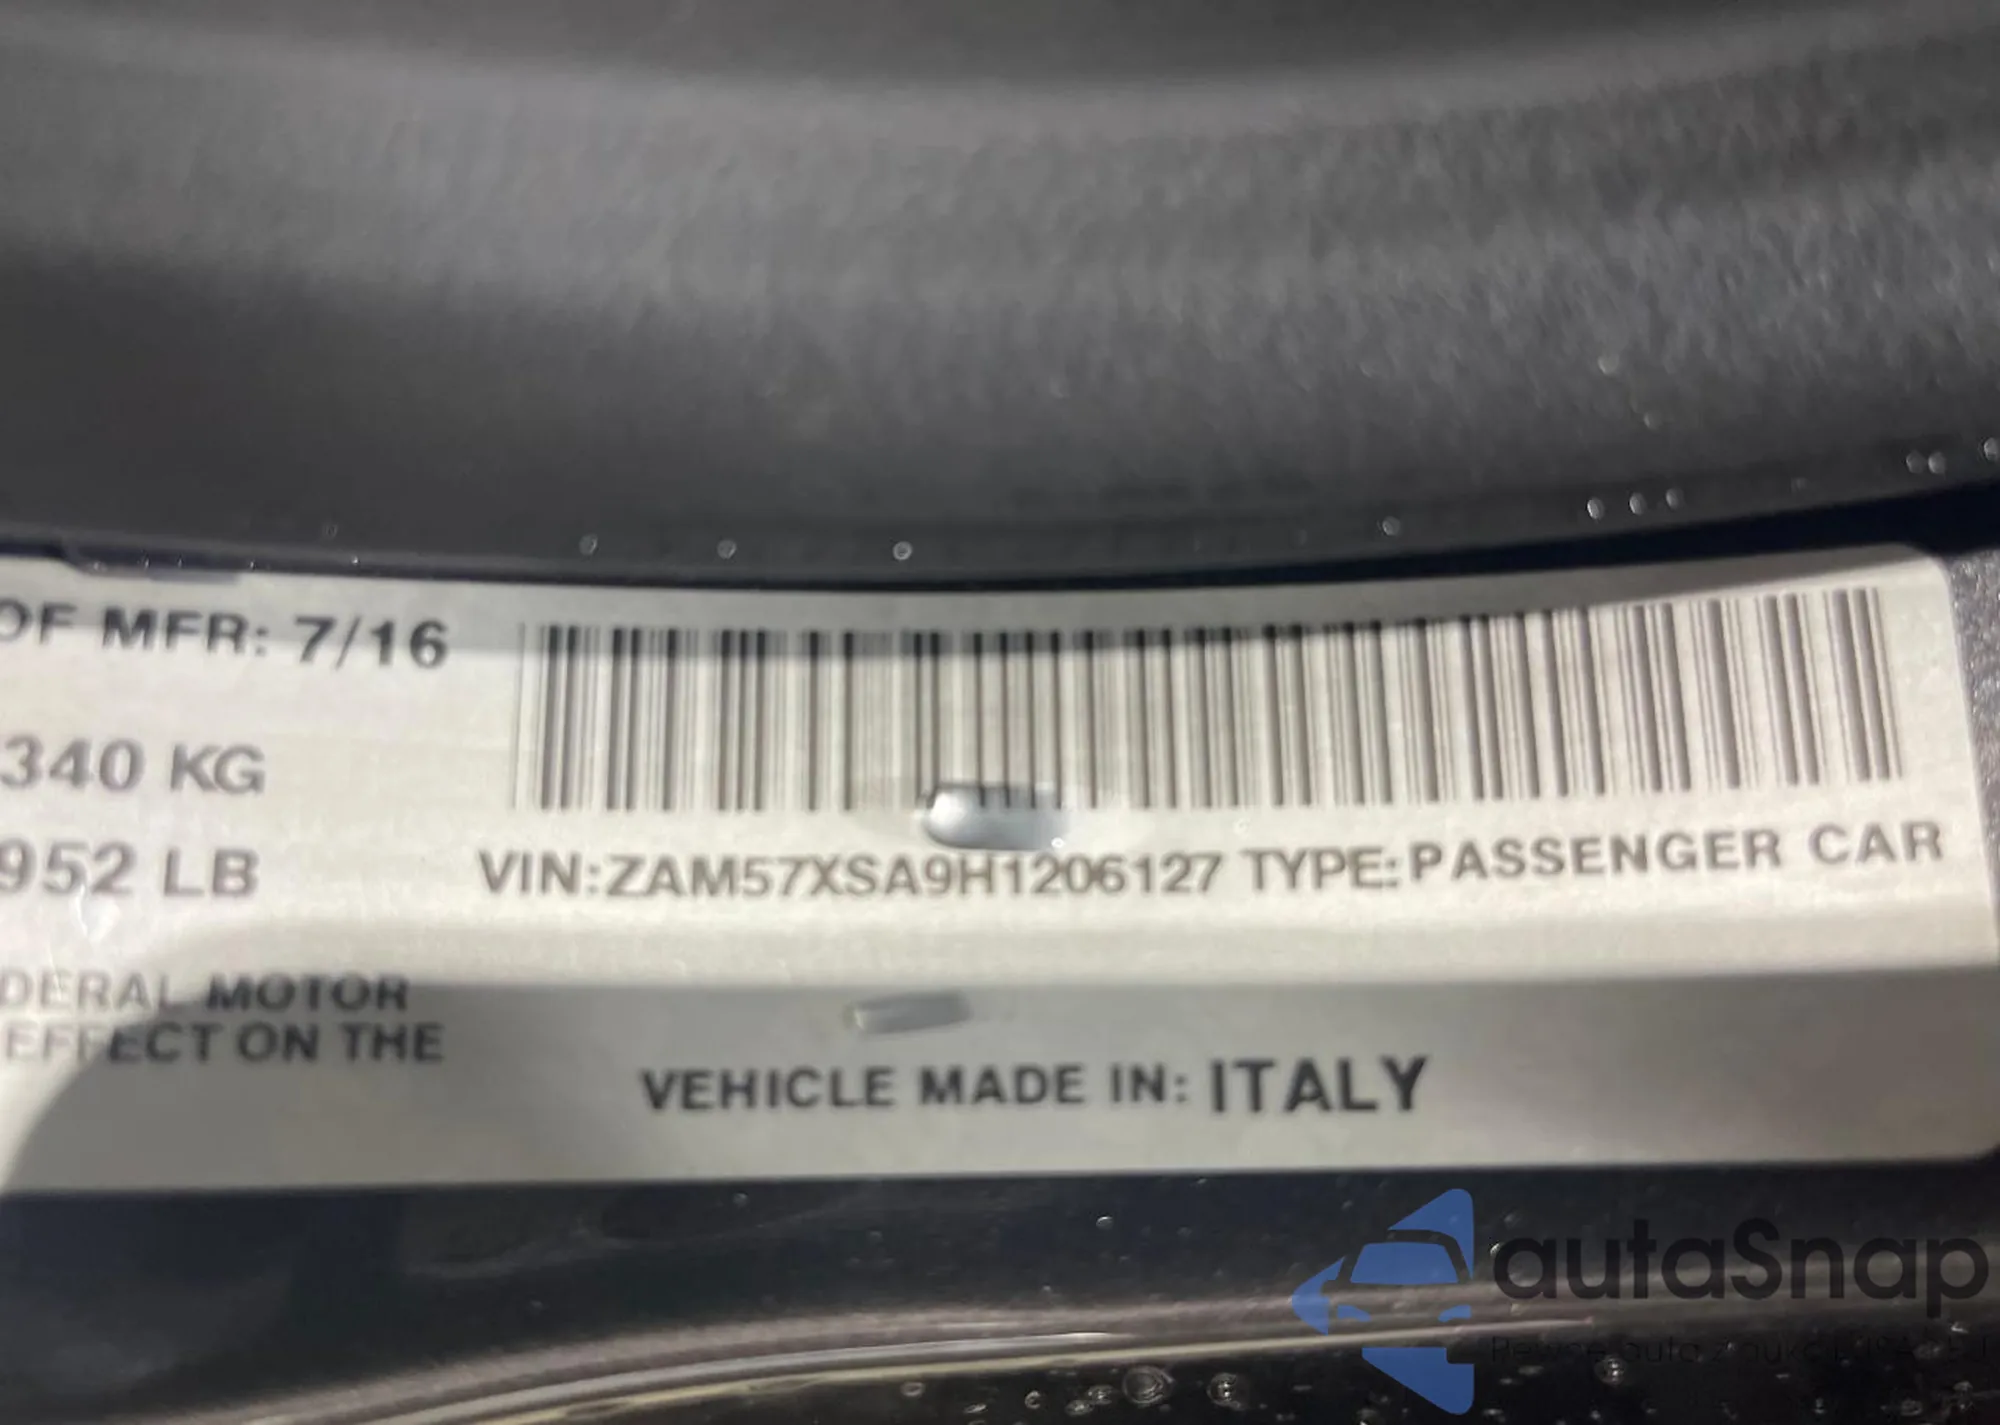 OF MFR: 7/16
340 KG
952 LB
VIN:ZAM57XSA9H1206127 TYPE:PASSENGER CAR
DERAL MOTOR
EFFECT ON THE
VEHICLE MADE IN: ITALY
autaSnap